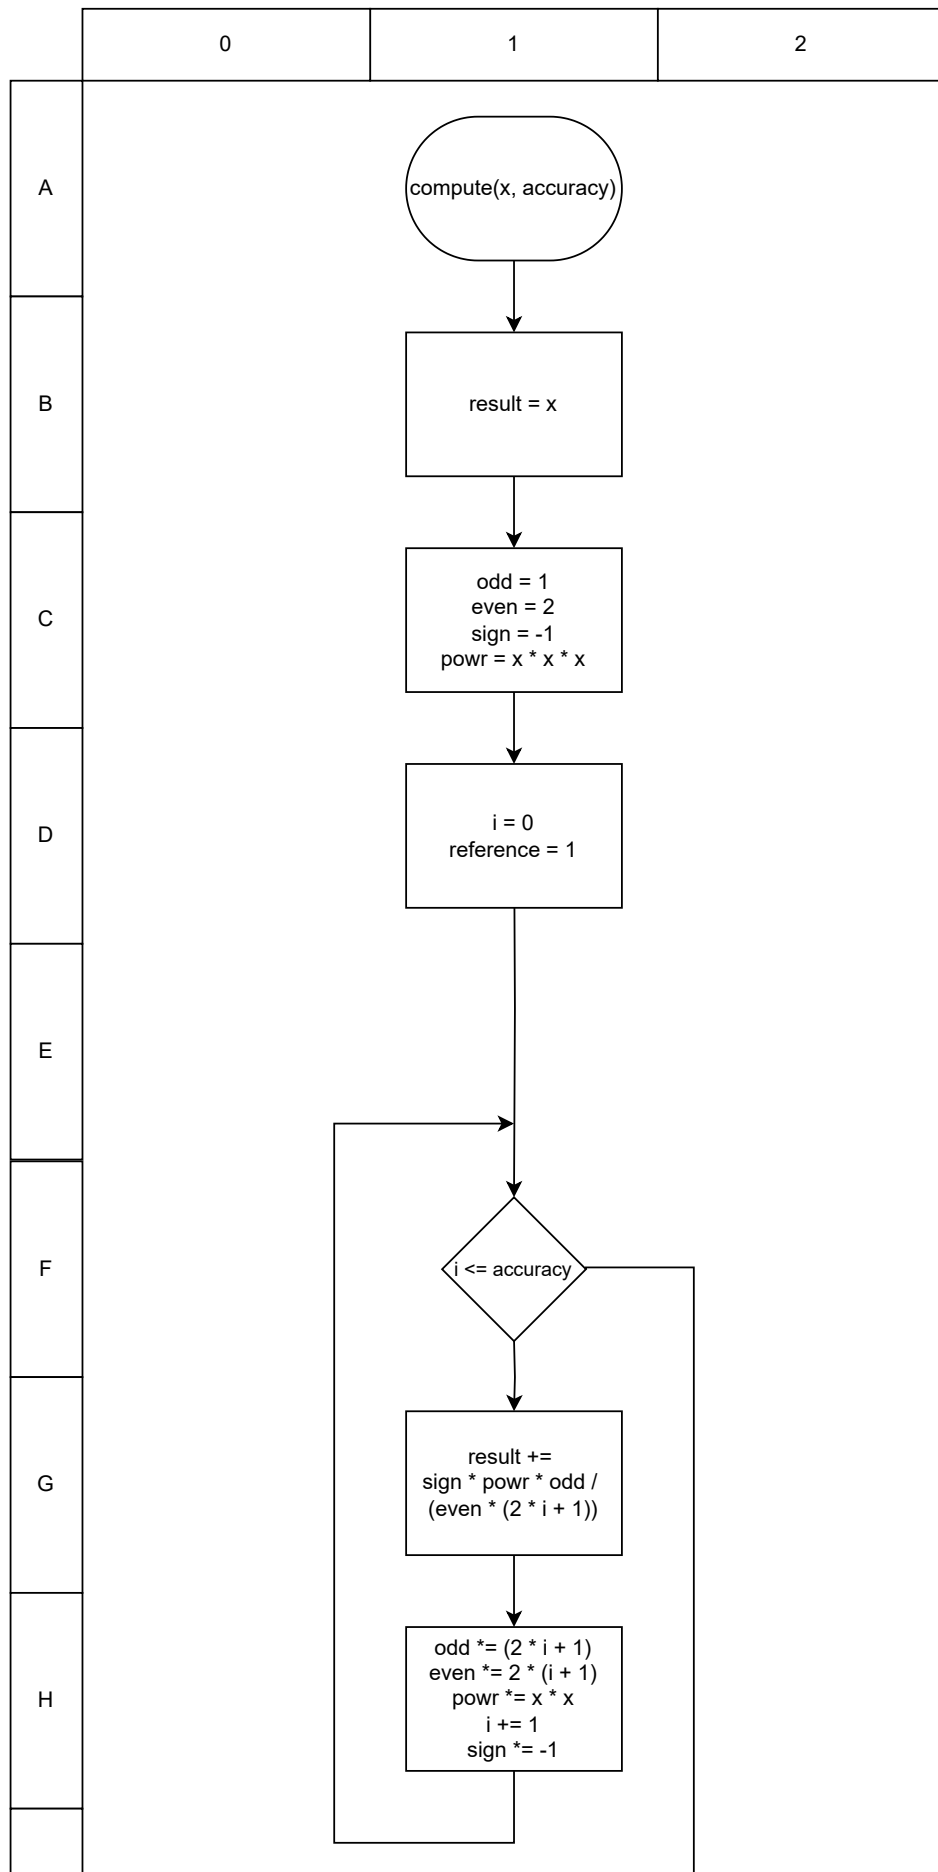 0 1 2
A
compute(x, accuracy)
B
result = x
C
odd = 1
even = 2
sign = -1
powr = x * x * x
D
i = 0
reference = 1
E
F
i <= accuracy
G
result +=
sign * powr * odd /
(even * (2 * i + 1))
H
odd *= (2 * i + 1)
even *= 2 * (i + 1)
powr *= x * x
i += 1
sign *= -1